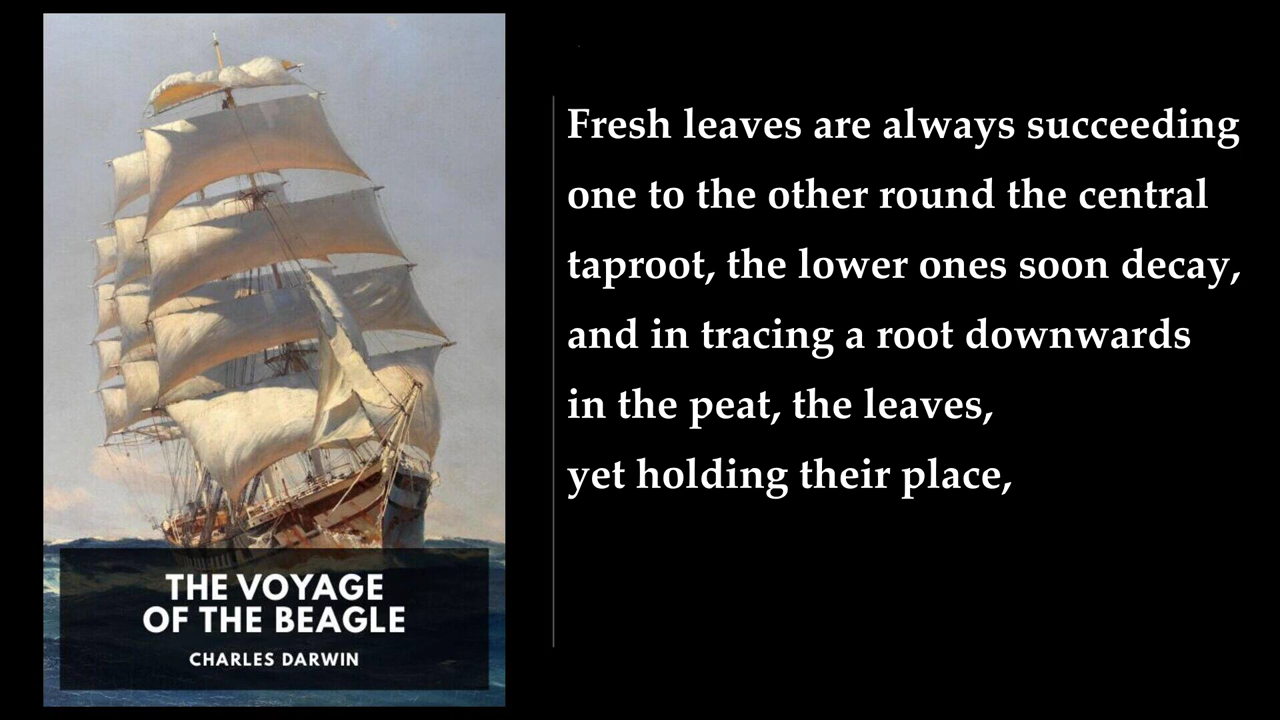 THE VOYAGE
OF THE BEAGLE
CHARLES DARWIN
Fresh leaves are always succeeding
one to the other round the central
taproot, the lower ones soon decay,
and in tracing a root downwards
in the peat, the leaves,
yet holding their place,